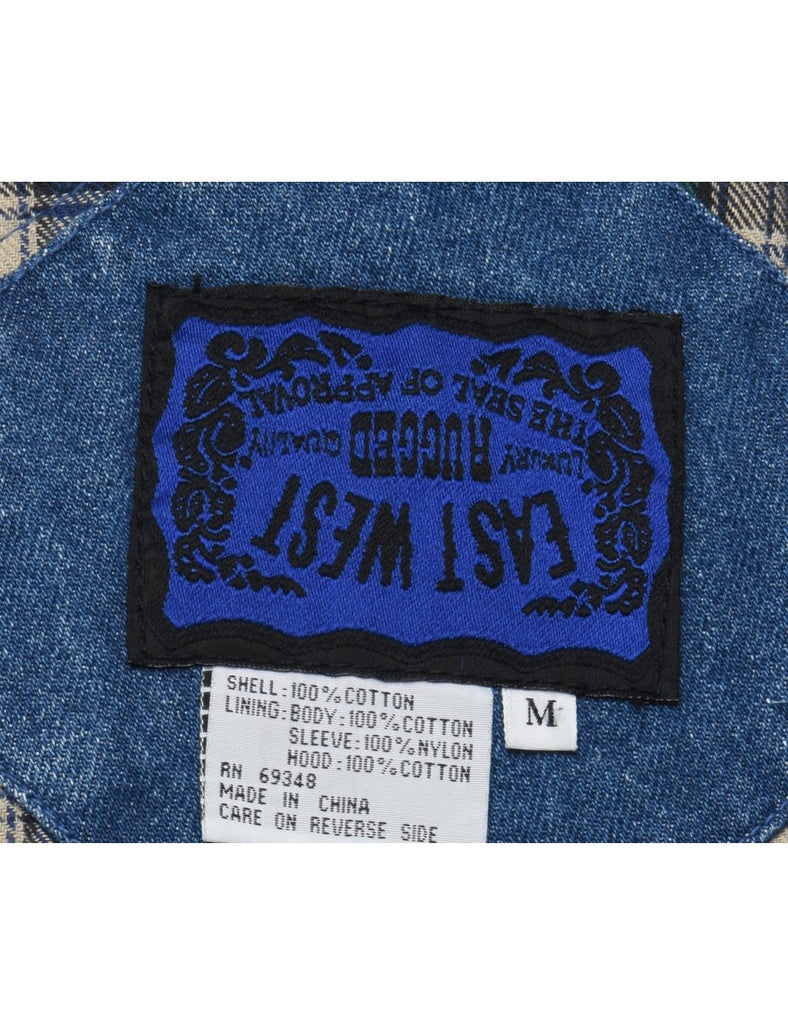 EAST WEST
LUXURY RUGGED QUALITY
THE SEAL OF APPROVAL
SHELL:100%COTTON
LINING:BODY:100%COTTON
SLEEVE:100%NYLON
HOOD:100%COTTON
RN 69348
MADE IN CHINA
CARE ON REVERSE SIDE
M